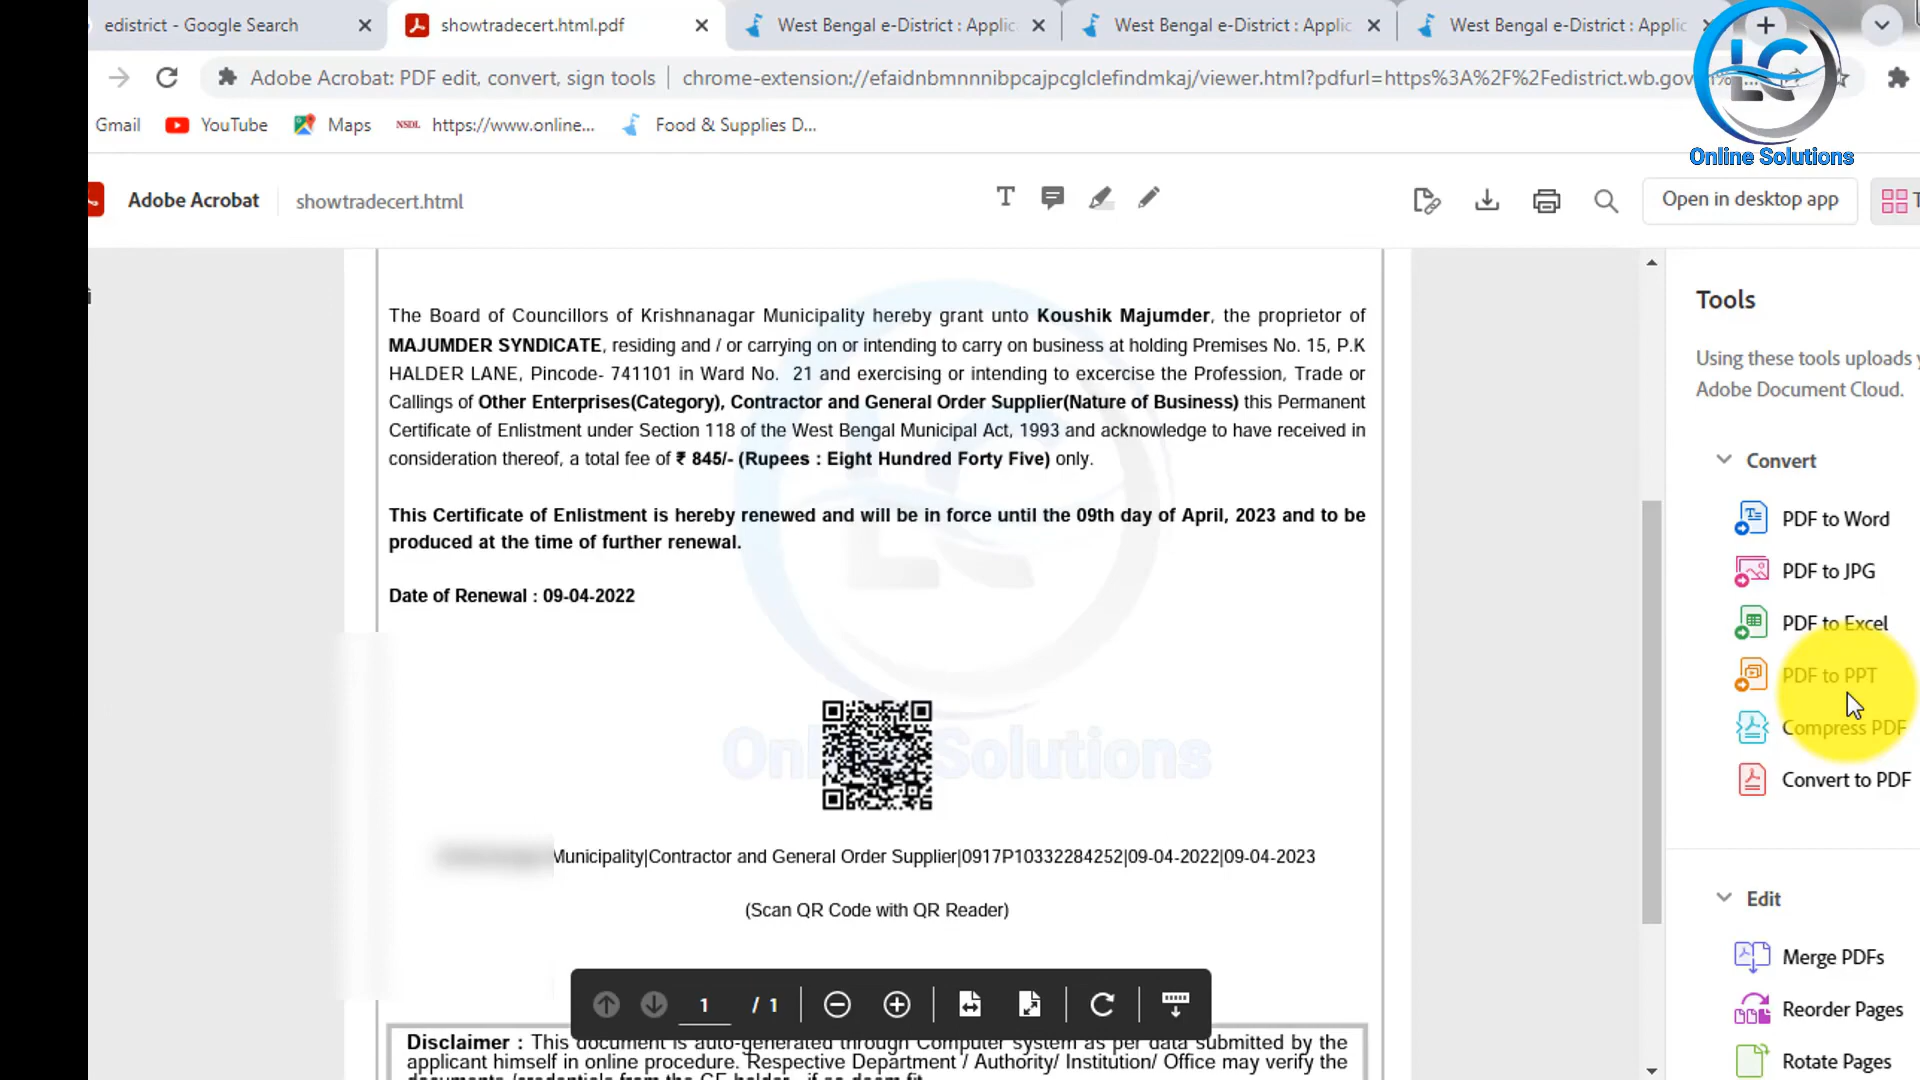 edistrict - Google Search
showtradecert.html.pdf
West Bengal e-District : Applic
West Bengal e-District : Applic
West Bengal e-District : Applic
Adobe Acrobat: PDF edit, convert, sign tools
chrome-extension://efaidnbmnnnibpcajpcglclefindmkaj/viewer.html?pdfurl=https%3A%2F%2Fedistrict.wb.gov
Online Solutions
Gmail
YouTube
Maps
NSDL
https://www.online...
Food & Supplies D...
Adobe Acrobat
showtradecert.html
Open in desktop app
The Board of Councillors of Krishnanagar Municipality hereby grant unto Koushik Majumder, the proprietor of
MAJUMDER SYNDICATE, residing and / or carrying on or intending to carry on business at holding Premises No. 15, P.K
HALDER LANE, Pincode- 741101 in Ward No. 21 and exercising or intending to excercise the Profession, Trade or
Callings of Other Enterprises(Category), Contractor and General Order Supplier(Nature of Business) this Permanent
Certificate of Enlistment under Section 118 of the West Bengal Municipal Act, 1993 and acknowledge to have received in
consideration thereof, a total fee of ₹ 845/- (Rupees : Eight Hundred Forty Five) only.
This Certificate of Enlistment is hereby renewed and will be in force until the 09th day of April, 2023 and to be
produced at the time of further renewal.
Date of Renewal : 09-04-2022
Online Solutions
Municipality|Contractor and General Order Supplier|0917P10332284252|09-04-2022|09-04-2023
(Scan QR Code with QR Reader)
1 / 1
Disclaimer : This document is auto-generated through Computer system as per data submitted by the
applicant himself in online procedure. Respective Department / Authority/ Institution/ Office may verify the
Tools
Using these tools uploads
Adobe Document Cloud.
Convert
PDF to Word
PDF to JPG
PDF to Excel
PDF to PPT
Compress PDF
Convert to PDF
Edit
Merge PDFs
Reorder Pages
Rotate Pages